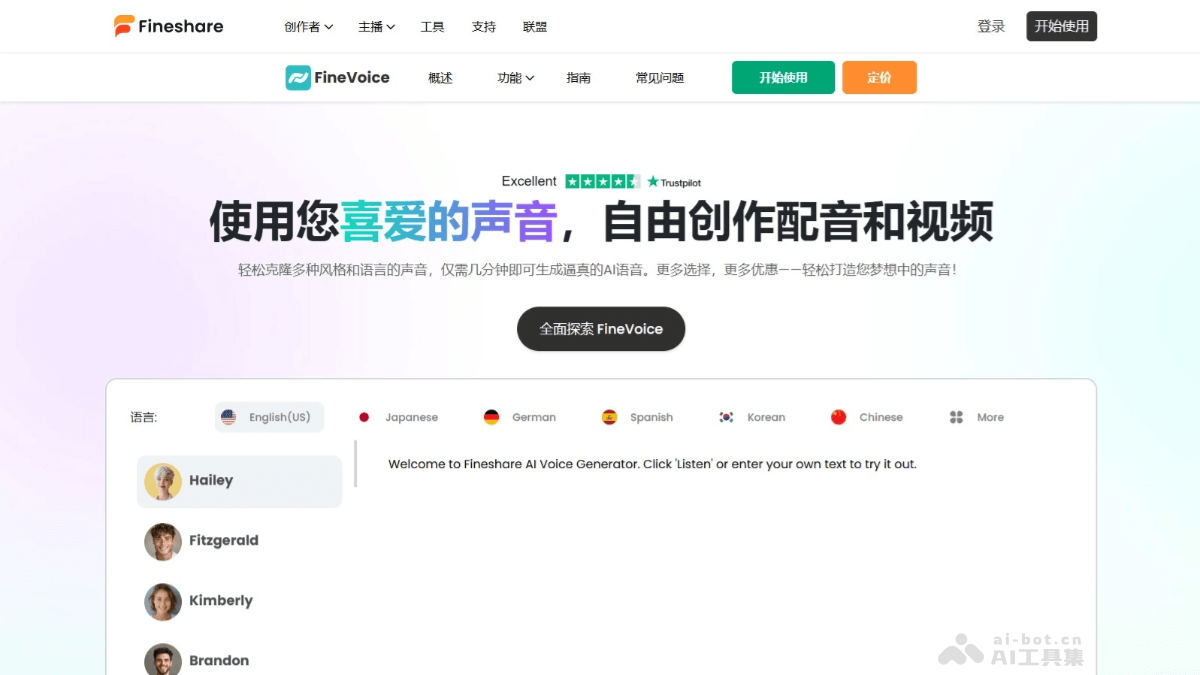 Fineshare 创作者 主播 工具 支持 联盟 登录 开始使用
FineVoice 概述 功能 指南 常见问题 开始使用 定价
Excellent Trustpilot
使用您喜爱的声音，自由创作配音和视频
轻松克隆多种风格和语言的声音，仅需几分钟即可生成逼真的AI语音。更多选择，更多优惠——轻松打造您梦想中的声音！
全面探索 FineVoice
语言: English(US) Japanese German Spanish Korean Chinese More
Welcome to Fineshare AI Voice Generator. Click 'Listen' or enter your own text to try it out.
Hailey
Fitzgerald
Kimberly
Brandon
ai-bot.cn
AI工具集